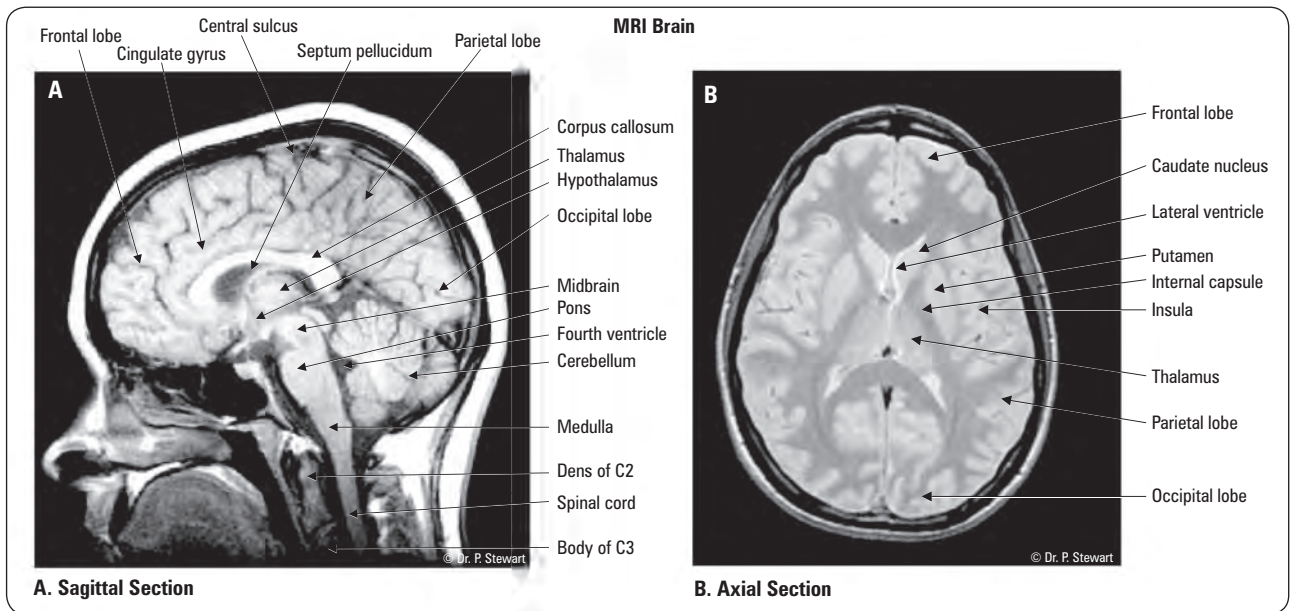 MRI Brain
Frontal lobe
Cingulate gyrus
Central sulcus
Septum pellucidum
Parietal lobe
A
Corpus callosum
Thalamus
Hypothalamus
Occipital lobe
Midbrain
Pons
Fourth ventricle
Cerebellum
Medulla
Dens of C2
Spinal cord
Body of C3
© Dr. P. Stewart
A. Sagittal Section
B
Frontal lobe
Caudate nucleus
Lateral ventricle
Putamen
Internal capsule
Insula
Thalamus
Parietal lobe
Occipital lobe
© Dr. P. Stewart
B. Axial Section